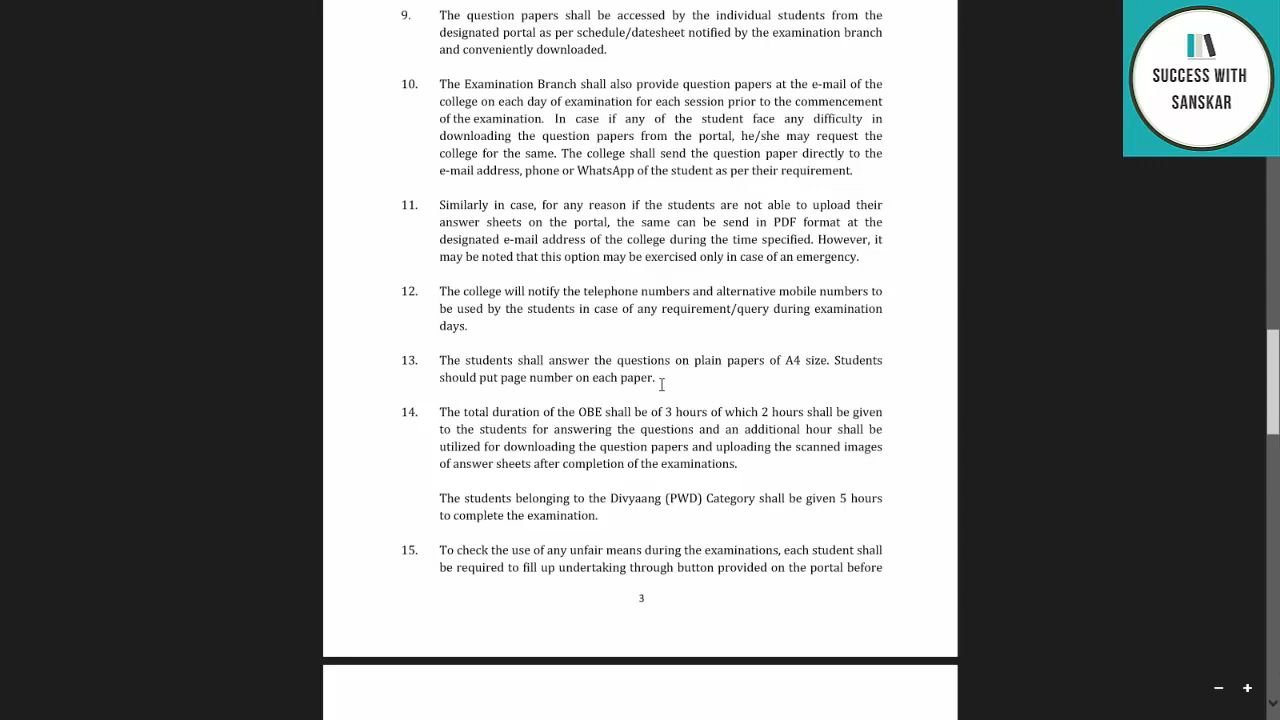 9. The question papers shall be accessed by the individual students from the
designated portal as per schedule/datesheet notified by the examination branch
and conveniently downloaded.
10. The Examination Branch shall also provide question papers at the e-mail of the
college on each day of examination for each session prior to the commencement
of the examination. In case if any of the student face any difficulty in
downloading the question papers from the portal, he/she may request the
college for the same. The college shall send the question paper directly to the
e-mail address, phone or WhatsApp of the student as per their requirement.
11. Similarly in case, for any reason if the students are not able to upload their
answer sheets on the portal, the same can be send in PDF format at the
designated e-mail address of the college during the time specified. However, it
may be noted that this option may be exercised only in case of an emergency.
12. The college will notify the telephone numbers and alternative mobile numbers to
be used by the students in case of any requirement/query during examination
days.
13. The students shall answer the questions on plain papers of A4 size. Students
should put page number on each paper.
14. The total duration of the OBE shall be of 3 hours of which 2 hours shall be given
to the students for answering the questions and an additional hour shall be
utilized for downloading the question papers and uploading the scanned images
of answer sheets after completion of the examinations.
The students belonging to the Divyaang (PWD) Category shall be given 5 hours
to complete the examination.
15. To check the use of any unfair means during the examinations, each student shall
be required to fill up undertaking through button provided on the portal before
3
SUCCESS WITH
SANSKAR